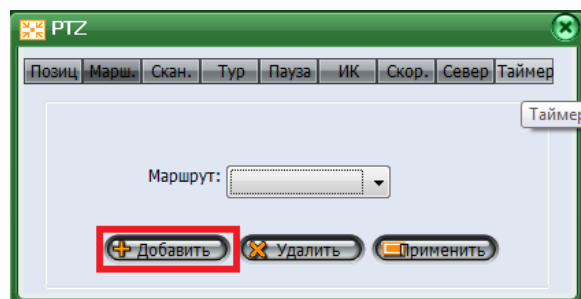 PTZ
Позиц Марш. Скан. Тур Пауза ИК Скор. Север Таймер
Таймер
Маршрут:
Добавить Удалить Применить